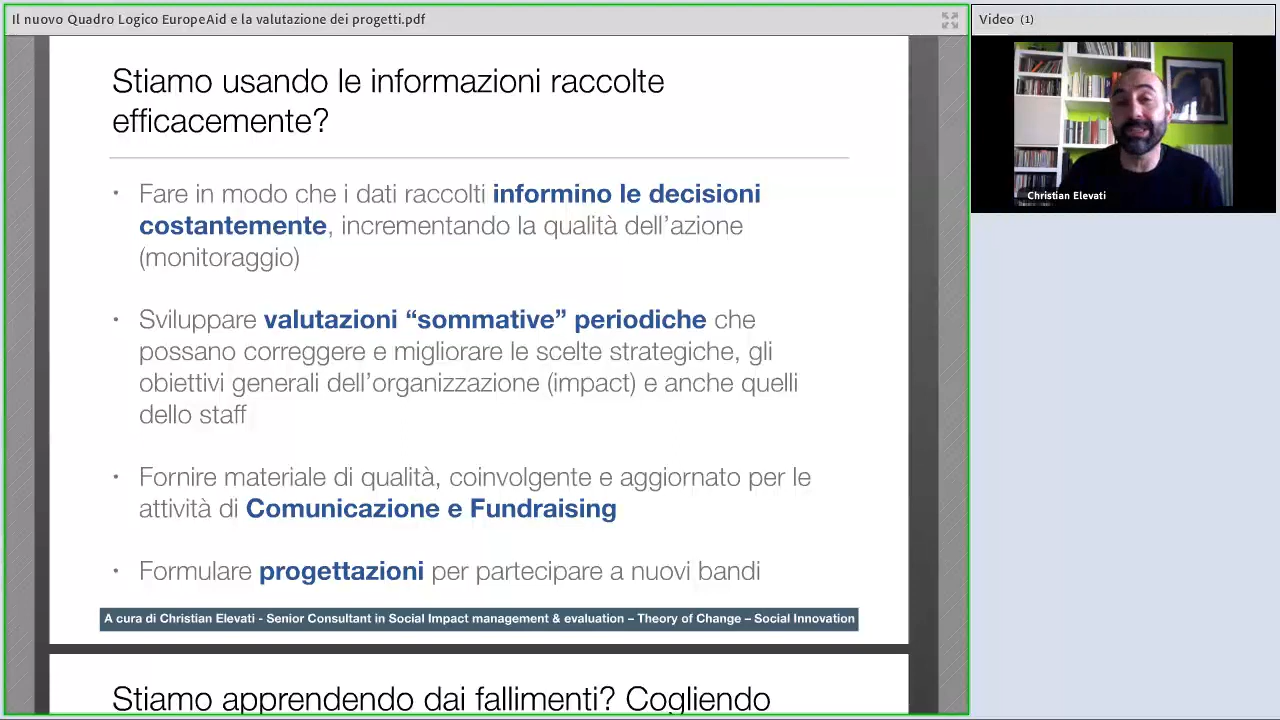 Il nuovo Quadro Logico EuropeAid e la valutazione dei progetti.pdf
Video (1)
Stiamo usando le informazioni raccolte
efficacemente?
• Fare in modo che i dati raccolti informino le decisioni
costantemente, incrementando la qualità dell’azione
(monitoraggio)
• Sviluppare valutazioni “sommative” periodiche che
possano correggere e migliorare le scelte strategiche, gli
obiettivi generali dell’organizzazione (impact) e anche quelli
dello staff
• Fornire materiale di qualità, coinvolgente e aggiornato per le
attività di Comunicazione e Fundraising
• Formulare progettazioni per partecipare a nuovi bandi
A cura di Christian Elevati - Senior Consultant in Social Impact management & evaluation – Theory of Change – Social Innovation
Stiamo apprendendo dai fallimenti? Cogliendo
Christian Elevati